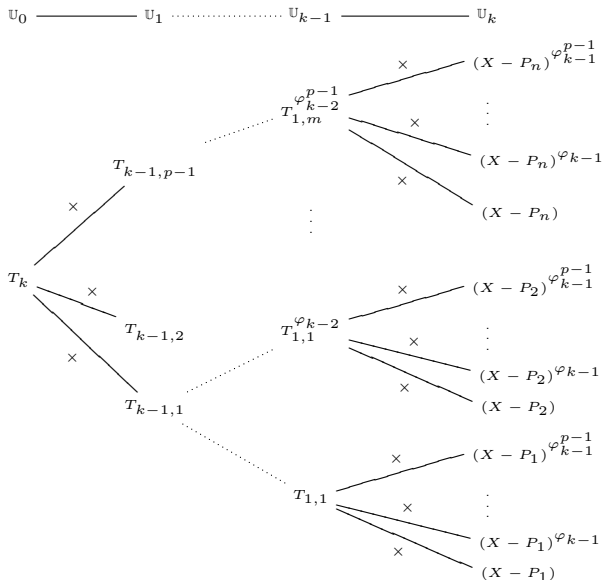 𝕌₀ 𝕌₁ 𝕌ₖ₋₁ 𝕌ₖ
× (X − Pₙ)^{φ_{k−1}^{p−1}}
T_{1,m}^{φ_{k−2}^{p−1}}
× (X − Pₙ)^{φ_{k−1}}
T_{k−1,p−1}
× (X − Pₙ)
×
T_k
× (X − P₂)^{φ_{k−1}^{p−1}}
×
T_{k−1,2}
T_{1,1}^{φ_{k−2}}
×
× (X − P₂)^{φ_{k−1}}
× (X − P₂)
T_{k−1,1}
× (X − P₁)^{φ_{k−1}^{p−1}}
T_{1,1}
× (X − P₁)^{φ_{k−1}}
× (X − P₁)